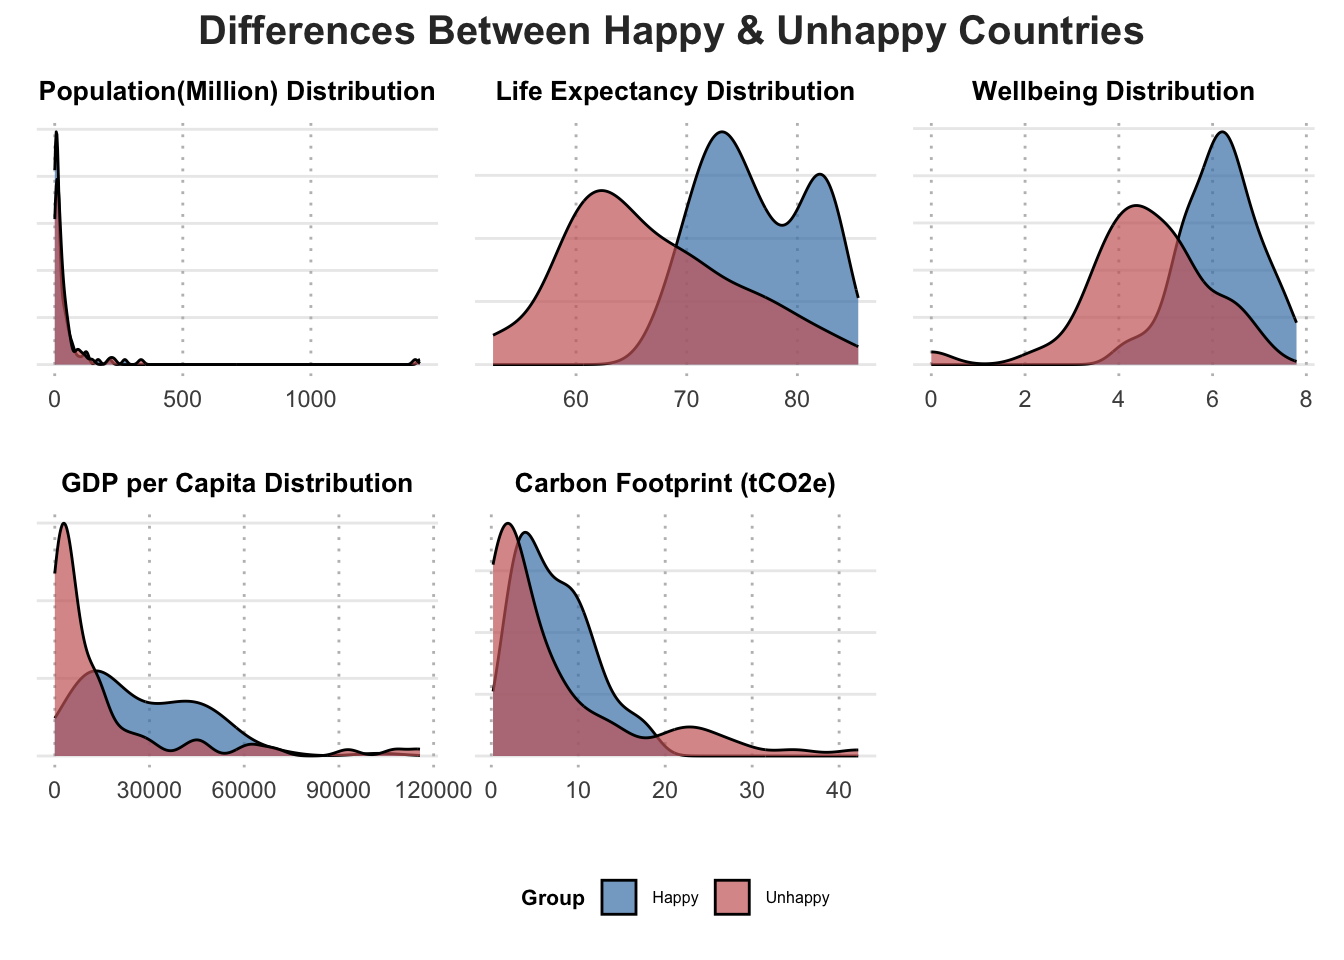 Differences Between Happy & Unhappy Countries
Population(Million) Distribution
0 500 1000
Life Expectancy Distribution
60 70 80
Wellbeing Distribution
0 2 4 6 8
GDP per Capita Distribution
0 30000 60000 90000 120000
Carbon Footprint (tCO2e)
0 10 20 30 40
Group Happy Unhappy